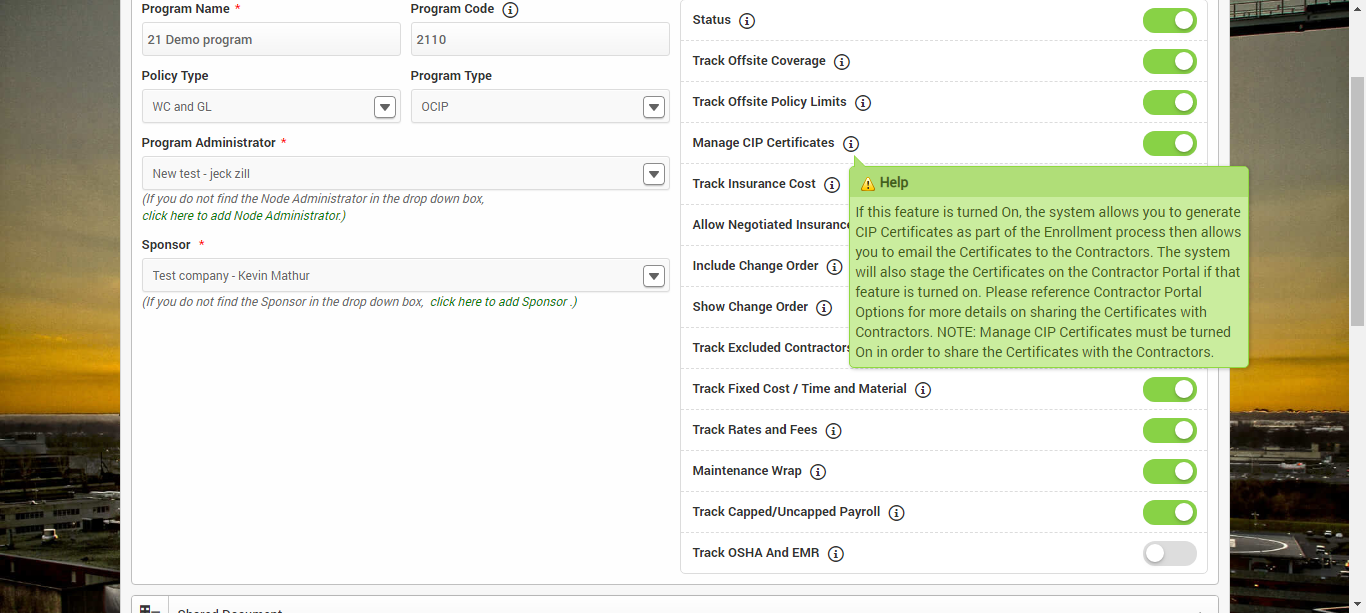 Program Name *
Program Code
21 Demo program
2110
Policy Type
Program Type
WC and GL
OCIP
Program Administrator *
New test - jeck zill
(If you do not find the Node Administrator in the drop down box,
click here to add Node Administrator.)
Sponsor *
Test company - Kevin Mathur
(If you do not find the Sponsor in the drop down box, click here to add Sponsor .)
Status
Track Offsite Coverage
Track Offsite Policy Limits
Manage CIP Certificates
Track Insurance Cost
Allow Negotiated Insurance
Include Change Order
Show Change Order
Track Excluded Contractors
Track Fixed Cost / Time and Material
Track Rates and Fees
Maintenance Wrap
Track Capped/Uncapped Payroll
Track OSHA And EMR
Help
If this feature is turned On, the system allows you to generate
CIP Certificates as part of the Enrollment process then allows
you to email the Certificates to the Contractors. The system
will also stage the Certificates on the Contractor Portal if that
feature is turned on. Please reference Contractor Portal
Options for more details on sharing the Certificates with
Contractors. NOTE: Manage CIP Certificates must be turned
On in order to share the Certificates with the Contractors.
Shared Document